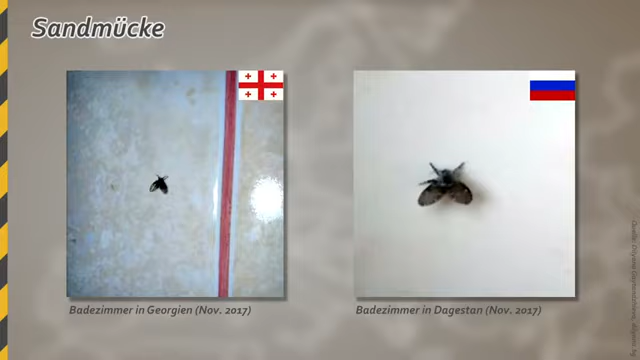 Sandmücke
Badezimmer in Georgien (Nov. 2017)
Badezimmer in Dagestan (Nov. 2017)